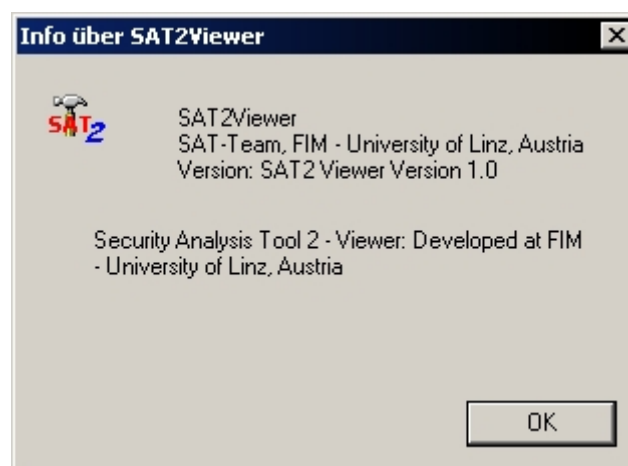 Info über SAT2Viewer
SAT2
SAT2Viewer
SAT-Team, FIM - University of Linz, Austria
Version: SAT2 Viewer Version 1.0
Security Analysis Tool 2 - Viewer: Developed at FIM
- University of Linz, Austria
OK